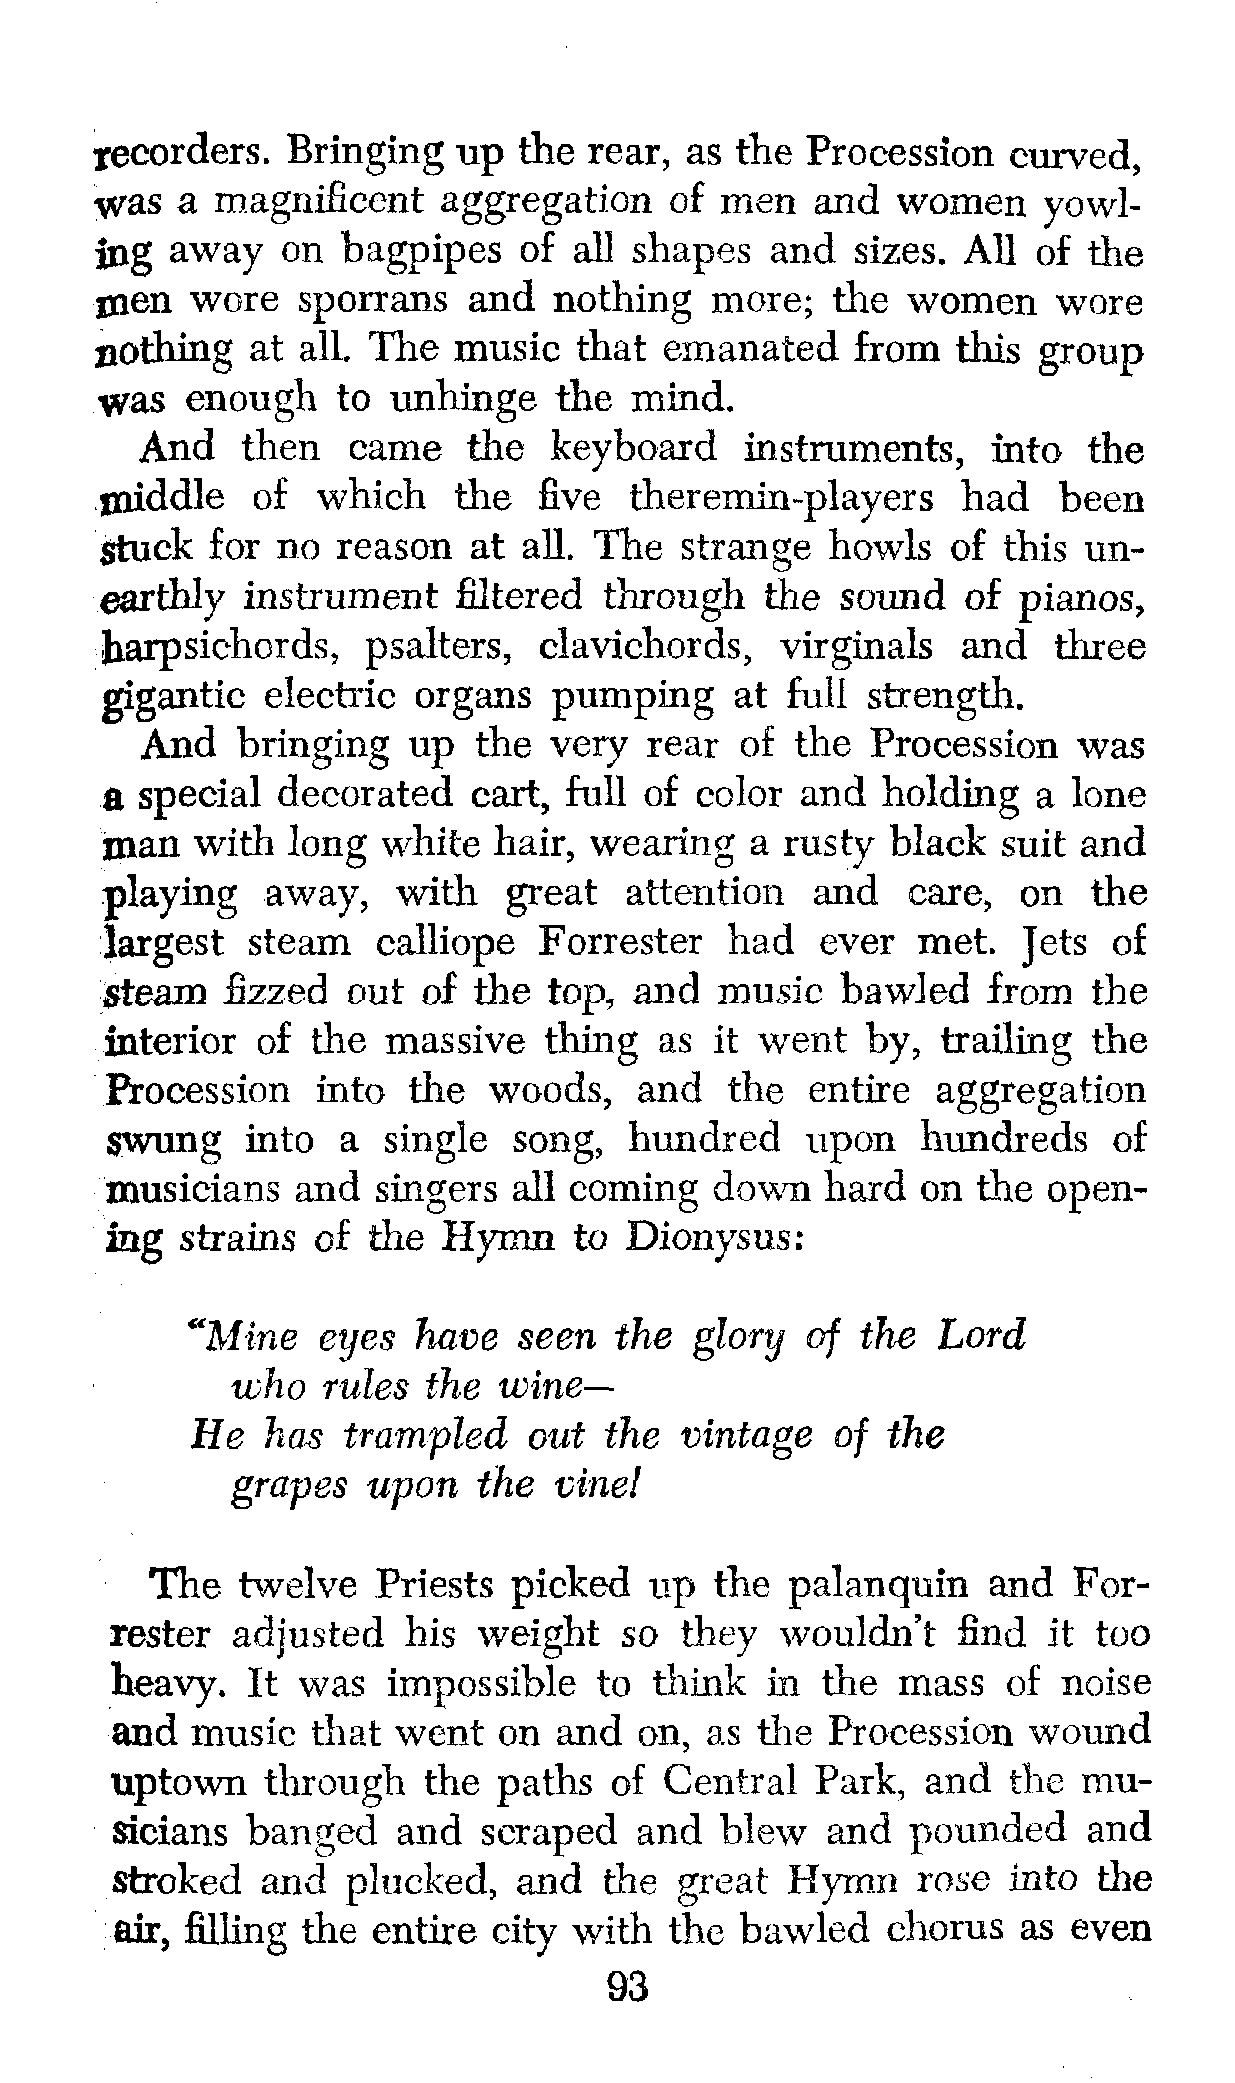 recorders. Bringing up the rear, as the Procession curved,
was a magnificent aggregation of men and women yowl-
ing away on bagpipes of all shapes and sizes. All of the
men wore sporrans and nothing more; the women wore
nothing at all. The music that emanated from this group
was enough to unhinge the mind.
And then came the keyboard instruments, into the
middle of which the five theremin-players had been
stuck for no reason at all. The strange howls of this un-
earthly instrument filtered through the sound of pianos,
harpsichords, psalters, clavichords, virginals and three
gigantic electric organs pumping at full strength.
And bringing up the very rear of the Procession was
a special decorated cart, full of color and holding a lone
man with long white hair, wearing a rusty black suit and
playing away, with great attention and care, on the
largest steam calliope Forrester had ever met. Jets of
steam fizzed out of the top, and music bawled from the
interior of the massive thing as it went by, trailing the
Procession into the woods, and the entire aggregation
swung into a single song, hundred upon hundreds of
musicians and singers all coming down hard on the open-
ing strains of the Hymn to Dionysus:
"Mine eyes have seen the glory of the Lord
who rules the wine—
He has trampled out the vintage of the
grapes upon the vine!
The twelve Priests picked up the palanquin and For-
rester adjusted his weight so they wouldn't find it too
heavy. It was impossible to think in the mass of noise
and music that went on and on, as the Procession wound
uptown through the paths of Central Park, and the mu-
sicians banged and scraped and blew and pounded and
stroked and plucked, and the great Hymn rose into the
air, filling the entire city with the bawled chorus as even
93